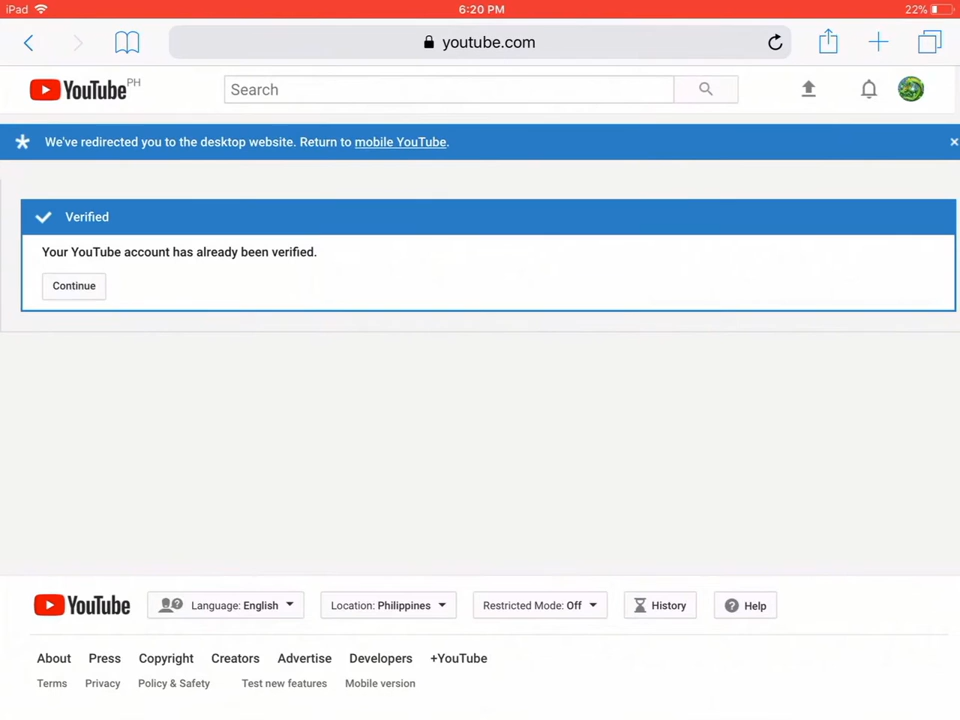 iPad 6:20 PM 22%
youtube.com
YouTube PH Search
We've redirected you to the desktop website. Return to mobile YouTube. ×
Verified
Your YouTube account has already been verified.
Continue
YouTube Language: English Location: Philippines Restricted Mode: Off History Help
About Press Copyright Creators Advertise Developers +YouTube
Terms Privacy Policy & Safety Test new features Mobile version